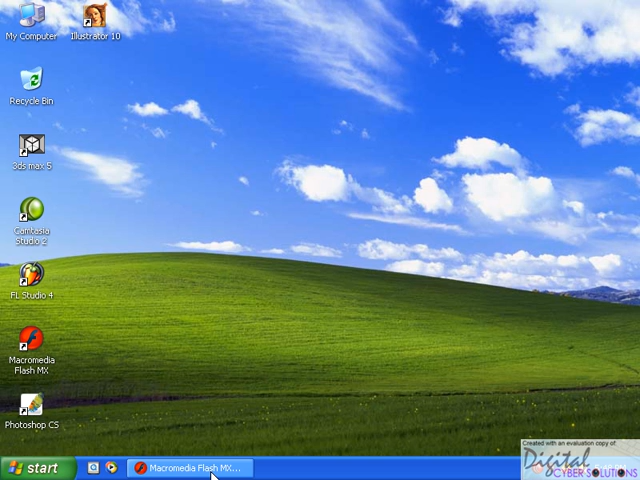 My Computer
Illustrator 10
Recycle Bin
3ds max 5
Camtasia
Studio 2
FL Studio 4
Macromedia
Flash MX
Photoshop CS
start
Macromedia Flash MX...
Created with an evaluation copy of:
Digital
CYBER SOLUTIONS